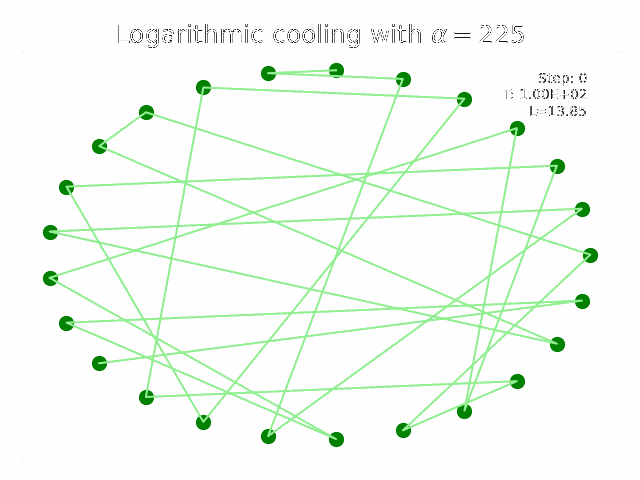 Logarithmic cooling with α = 225
Step: 0
T: 1.00E+02
L=13.85